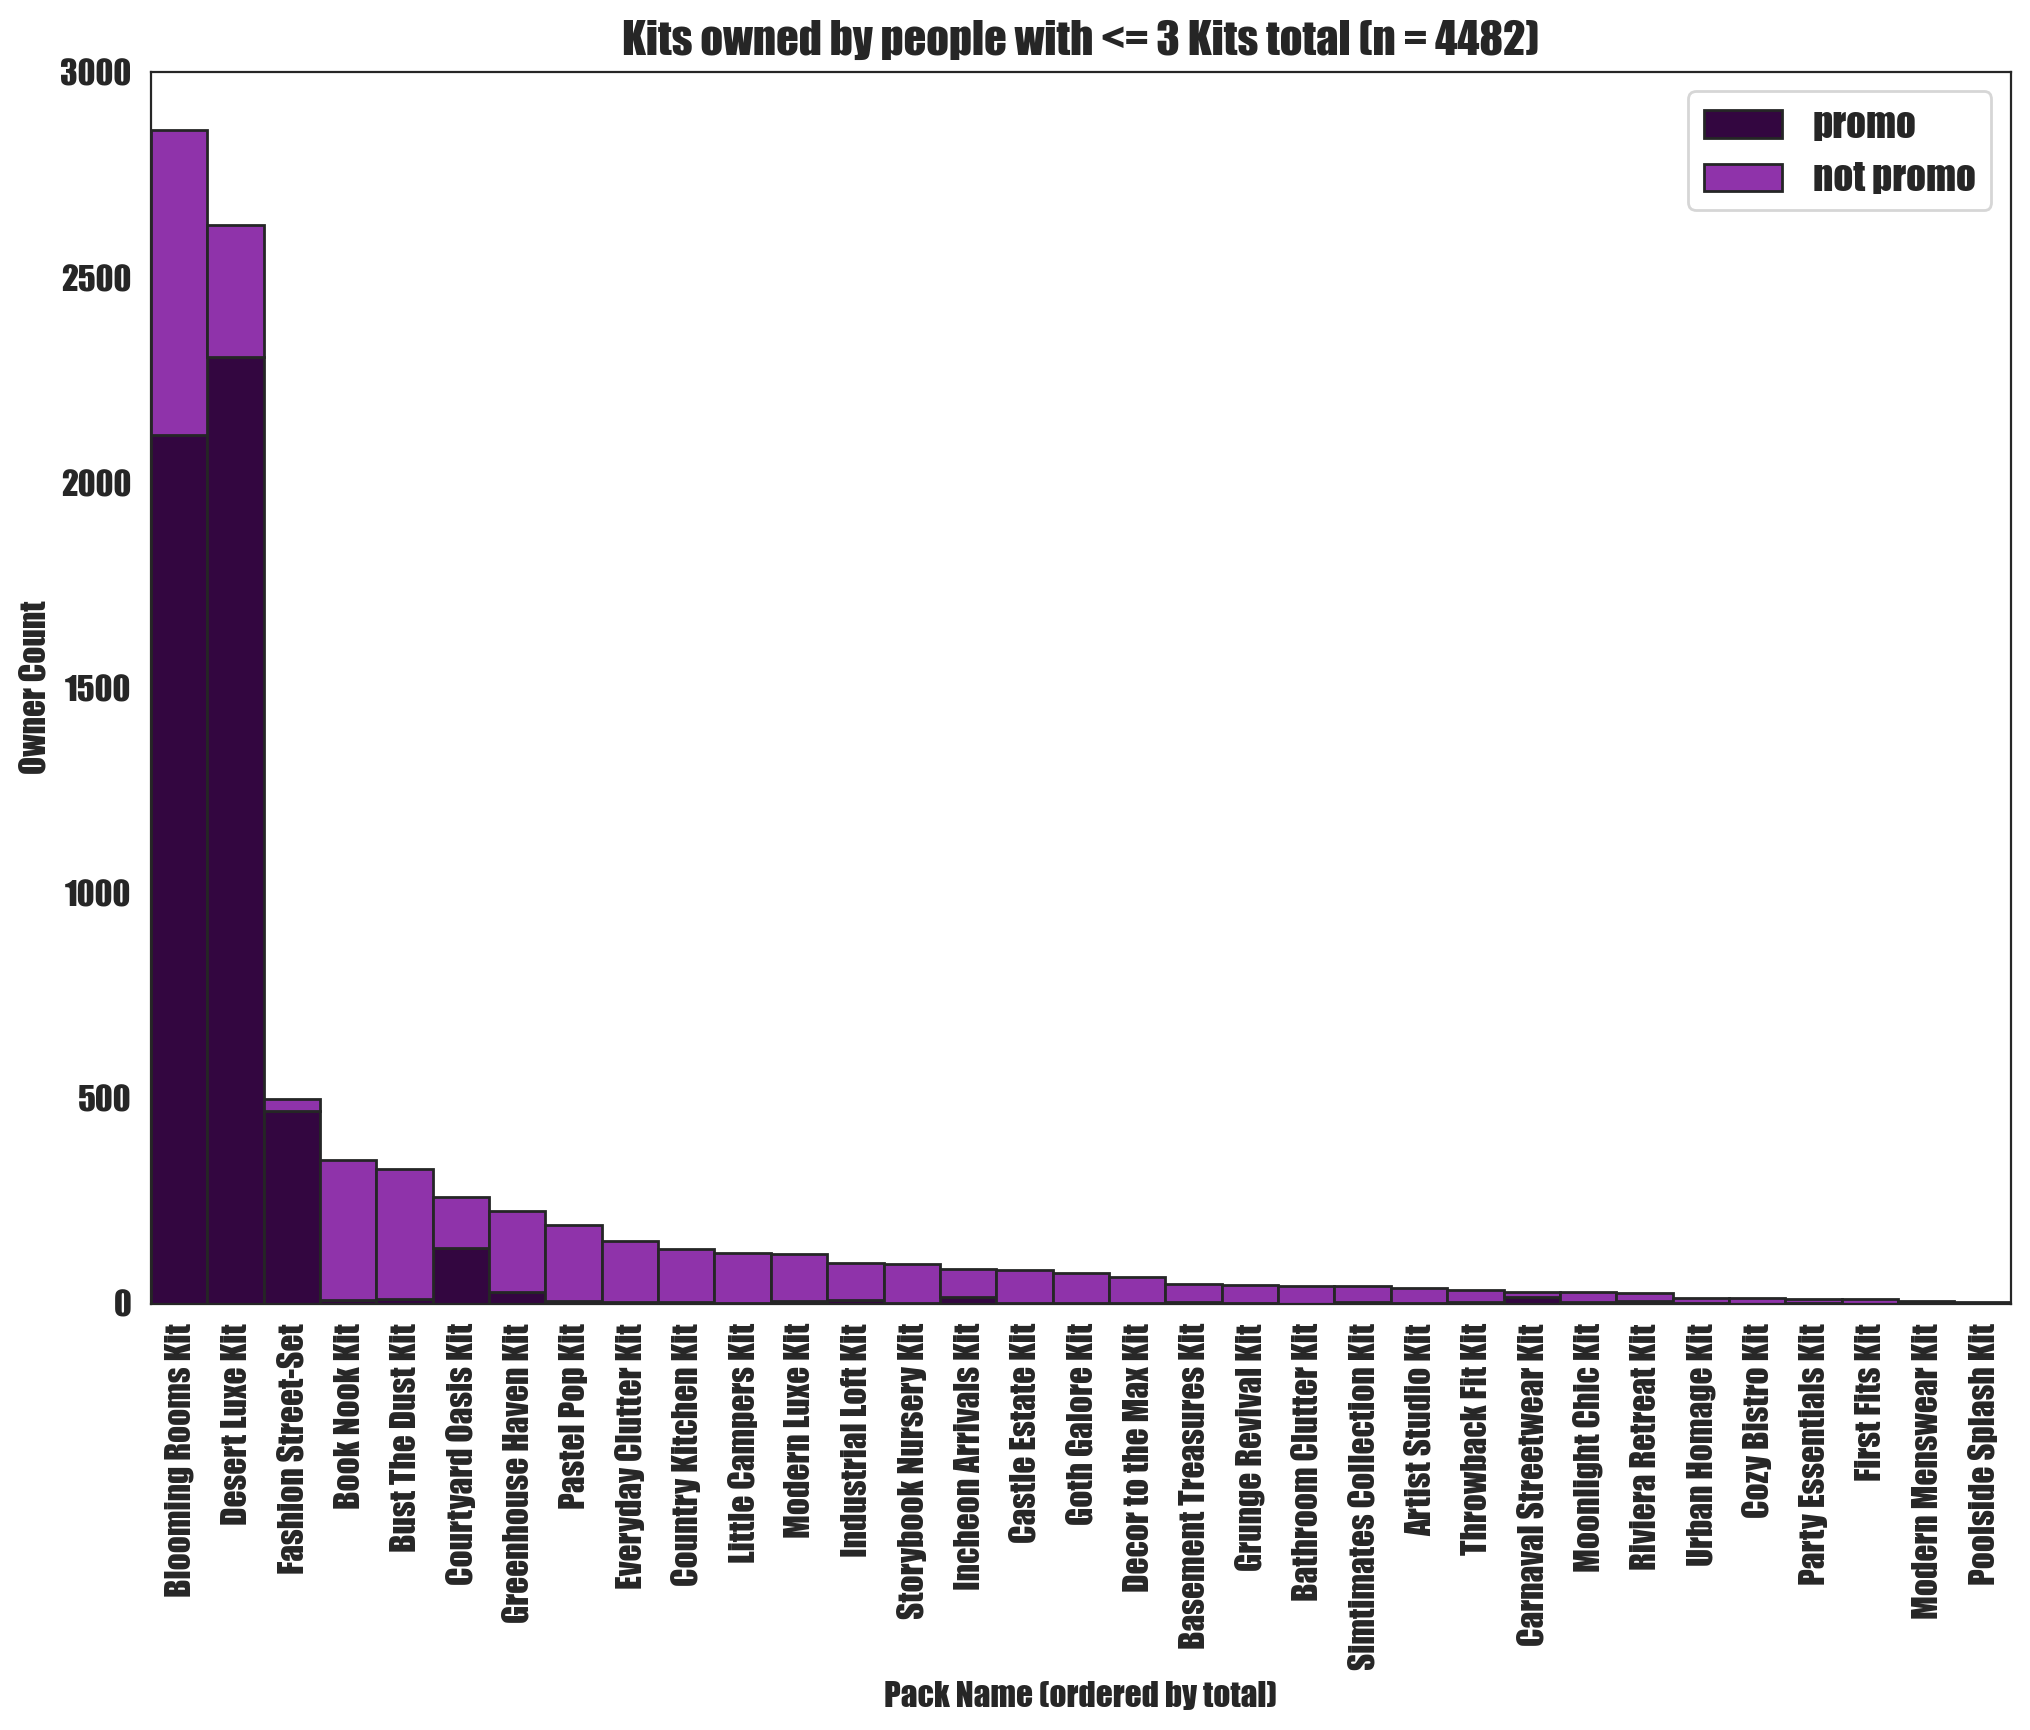 Kits owned by people with <= 3 Kits total (n = 4482)
3000
2500
2000
1500
1000
500
0
Owner Count
promo
not promo
Blooming Rooms Kit
Desert Luxe Kit
Fashion Street-Set
Book Nook Kit
Bust The Dust Kit
Courtyard Oasis Kit
Greenhouse Haven Kit
Pastel Pop Kit
Everyday Clutter Kit
Country Kitchen Kit
Little Campers Kit
Modern Luxe Kit
Industrial Loft Kit
Storybook Nursery Kit
Incheon Arrivals Kit
Castle Estate Kit
Goth Galore Kit
Decor to the Max Kit
Basement Treasures Kit
Grunge Revival Kit
Bathroom Clutter Kit
Simtimates Collection Kit
Artist Studio Kit
Throwback Fit Kit
Carnaval Streetwear Kit
Moonlight Chic Kit
Riviera Retreat Kit
Urban Homage Kit
Cozy Bistro Kit
Party Essentials Kit
First Fits Kit
Modern Menswear Kit
Poolside Splash Kit
Pack Name (ordered by total)